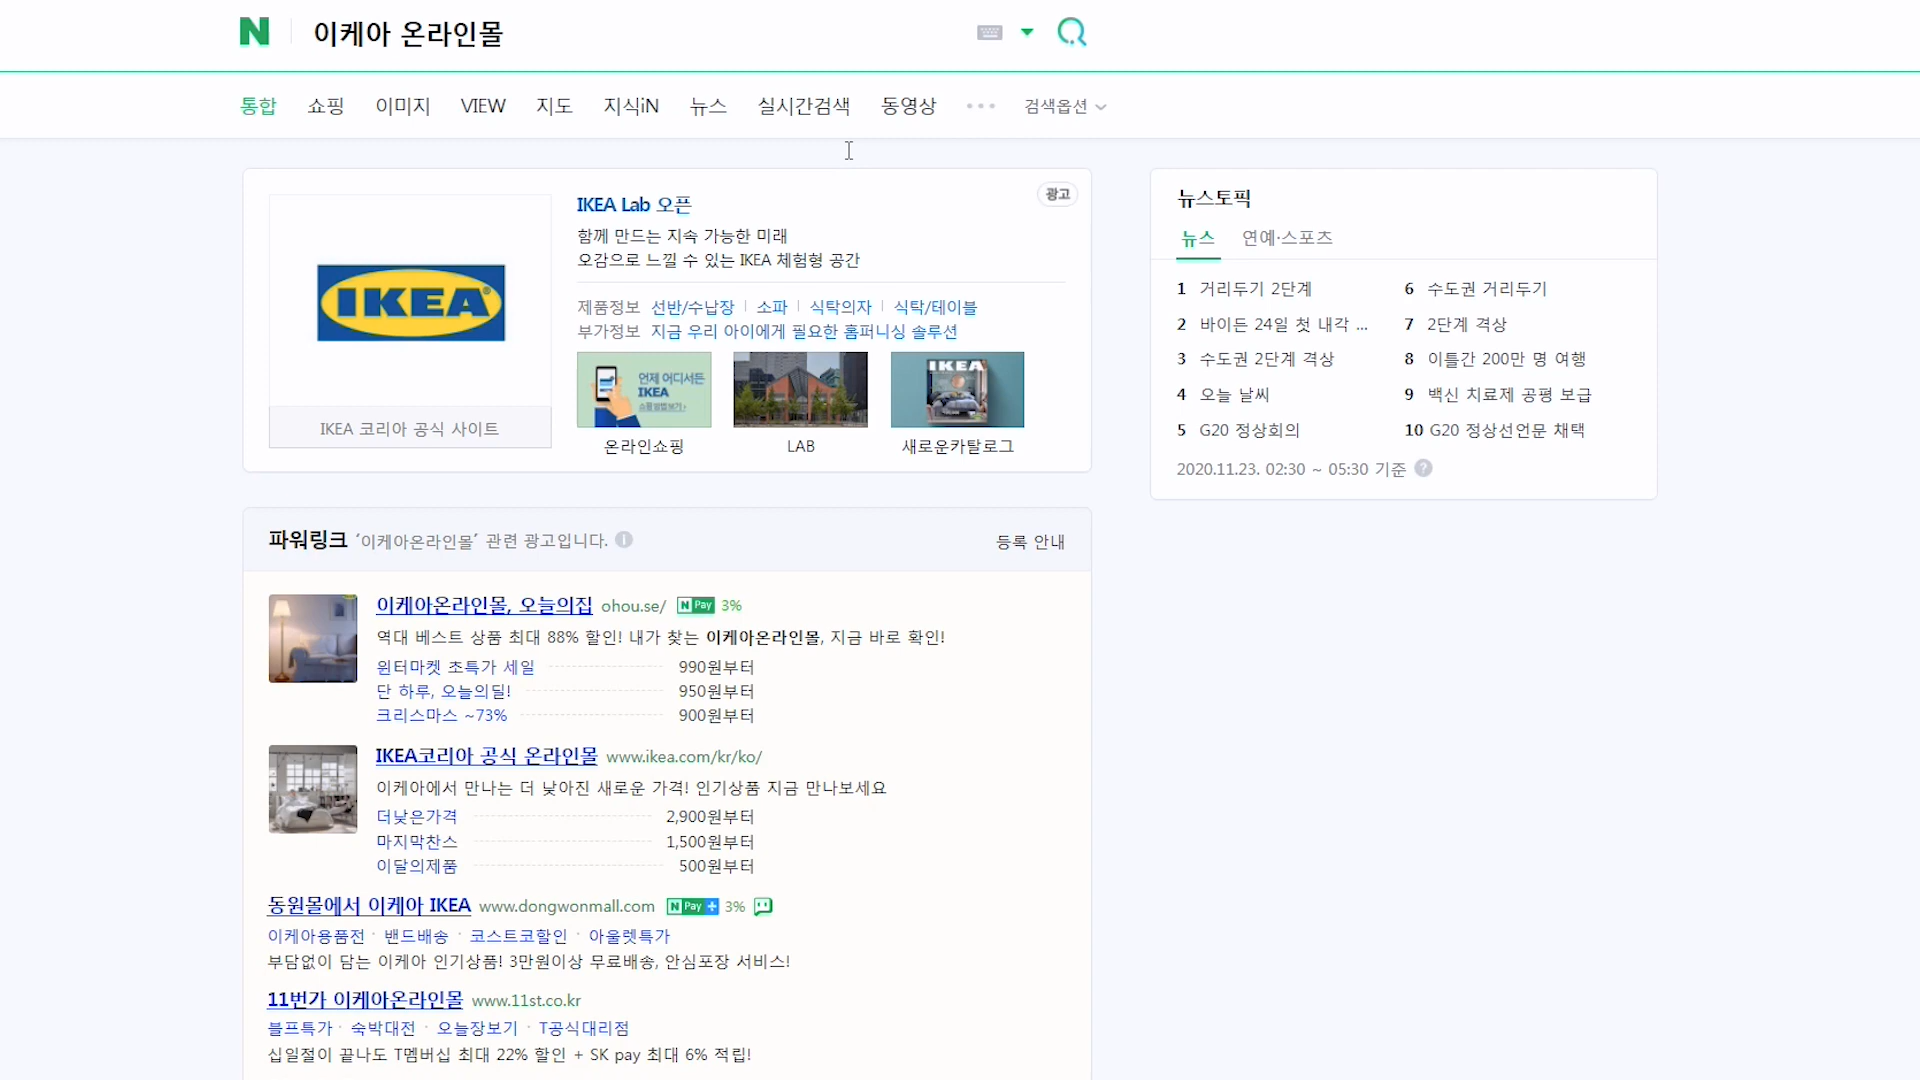 N 이케아 온라인몰
통합 쇼핑 이미지 VIEW 지도 지식iN 뉴스 실시간검색 동영상 ••• 검색옵션
IKEA
IKEA 코리아 공식 사이트
광고
IKEA Lab 오픈
함께 만드는 지속 가능한 미래
오감으로 느낄 수 있는 IKEA 체험형 공간
제품정보 선반/수납장 소파 식탁의자 식탁/테이블
부가정보 지금 우리 아이에게 필요한 홈퍼니싱 솔루션
언제 어디서든
IKEA
IKEA
온라인쇼핑 LAB 새로운카탈로그
파워링크 '이케아온라인몰' 관련 광고입니다. 등록 안내
이케아온라인몰, 오늘의집 ohou.se/ N Pay 3%
역대 베스트 상품 최대 88% 할인! 내가 찾는 이케아온라인몰, 지금 바로 확인!
윈터마켓 초특가 세일 990원부터
단 하루, 오늘의딜! 950원부터
크리스마스 ~73% 900원부터
IKEA코리아 공식 온라인몰 www.ikea.com/kr/ko/
이케아에서 만나는 더 낮아진 새로운 가격! 인기상품 지금 만나보세요
더낮은가격 2,900원부터
마지막찬스 1,500원부터
이달의제품 500원부터
동원몰에서 이케아 IKEA www.dongwonmall.com N Pay + 3%
이케아용품전 · 밴드배송 · 코스트코할인 · 아울렛특가
부담없이 담는 이케아 인기상품! 3만원이상 무료배송, 안심포장 서비스!
11번가 이케아온라인몰 www.11st.co.kr
블프특가 · 숙박대전 · 오늘장보기 · T공식대리점
십일절이 끝나도 T멤버십 최대 22% 할인 + SK pay 최대 6% 적립!
뉴스토픽
뉴스 연예·스포츠
1 거리두기 2단계
2 바이든 24일 첫 내각 ...
3 수도권 2단계 격상
4 오늘 날씨
5 G20 정상회의
6 수도권 거리두기
7 2단계 격상
8 이틀간 200만 명 여행
9 백신 치료제 공평 보급
10 G20 정상선언문 채택
2020.11.23. 02:30 ~ 05:30 기준 ?